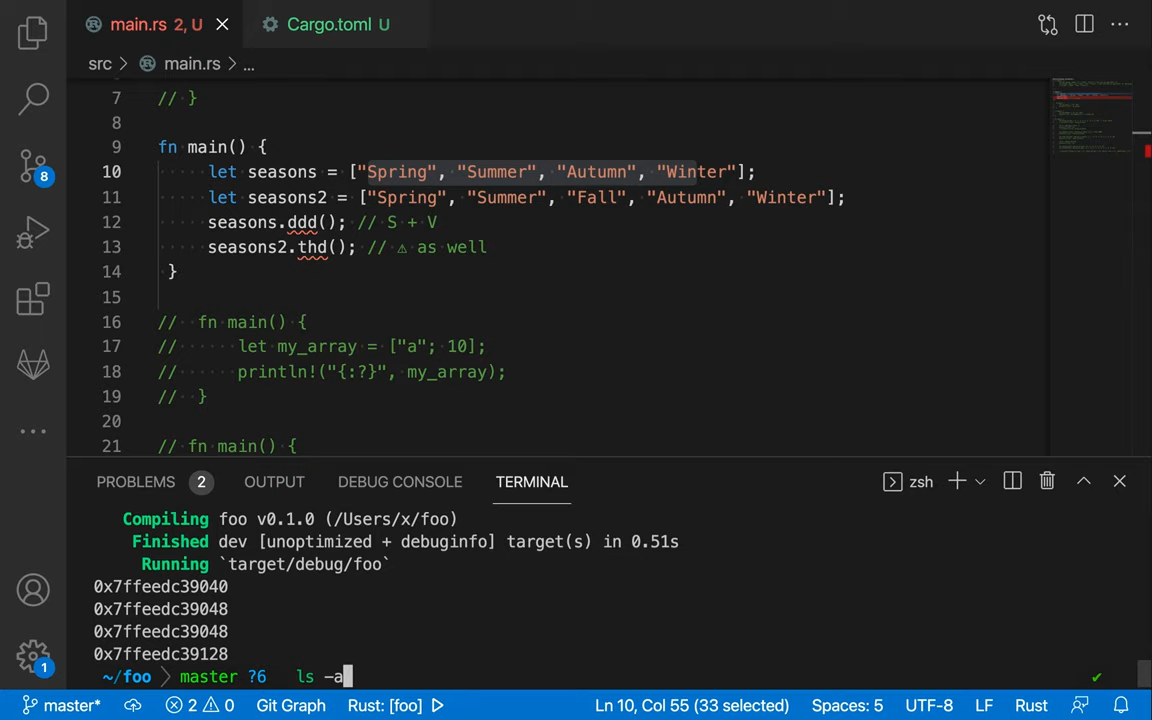 main.rs 2, U
Cargo.toml U
src > main.rs > ...
7 // }
8
9 fn main() {
10 let seasons = ["Spring", "Summer", "Autumn", "Winter"];
11 let seasons2 = ["Spring", "Summer", "Fall", "Autumn", "Winter"];
12 seasons.ddd(); // S + V
13 seasons2.thd(); // ⚠ as well
14 }
15
16 // fn main() {
17 // let my_array = ["a"; 10];
18 // println!("{:?}", my_array);
19 // }
20
21 // fn main() {
8
1
PROBLEMS 2 OUTPUT DEBUG CONSOLE TERMINAL zsh
Compiling foo v0.1.0 (/Users/x/foo)
Finished dev [unoptimized + debuginfo] target(s) in 0.51s
Running `target/debug/foo`
0x7ffeedc39040
0x7ffeedc39048
0x7ffeedc39048
0x7ffeedc39128
~/foo > master ?6 ls -a ✔
master* 2 0 Git Graph Rust: [foo] Ln 10, Col 55 (33 selected) Spaces: 5 UTF-8 LF Rust